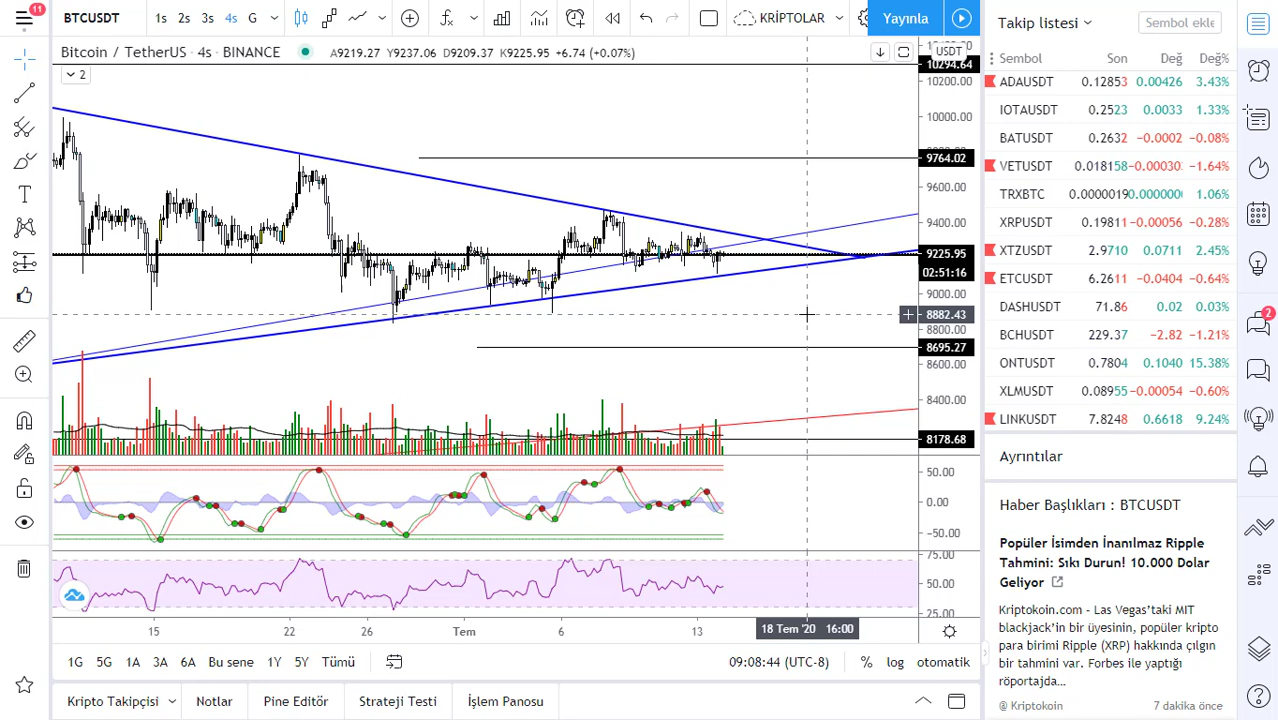 11
BTCUSDT 1s 2s 3s 4s G KRİPTOLAR Yayınla
Bitcoin / TetherUS · 4s · BINANCE A9219.27 Y9237.06 D9209.37 K9225.95 +6.74 (+0.07%)
2
USDT
10294.64
10200.00
10000.00
9764.02
9600.00
9400.00
9225.95
02:51:16
9000.00
8882.43
8800.00
8695.27
8600.00
8400.00
8178.68
50.00
0.00
−50.00
75.00
50.00
25.00
15 22 26 Tem 6 13 18 Tem '20 16:00
1G 5G 1A 3A 6A Bu sene 1Y 5Y Tümü 09:08:44 (UTC-8) % log otomatik
Kripto Takipçisi Notlar Pine Editör Strateji Testi İşlem Panosu
Takip listesi Sembol ekle
Sembol Son Değ Değ%
ADAUSDT 0.12853 0.00426 3.43%
IOTAUSDT 0.2523 0.0033 1.33%
BATUSDT 0.2632 -0.0002 -0.08%
VETUSDT 0.018158 -0.00030 -1.64%
TRXBTC 0.0000019 0.000000 1.06%
XRPUSDT 0.19811 -0.00056 -0.28%
XTZUSDT 2.9710 0.0711 2.45%
ETCUSDT 6.2611 -0.0404 -0.64%
DASHUSDT 71.86 0.02 0.03%
BCHUSDT 229.37 -2.82 -1.21%
ONTUSDT 0.7804 0.1040 15.38%
XLMUSDT 0.08955 -0.00054 -0.60%
LINKUSDT 7.8248 0.6618 9.24%
2
Ayrıntılar
Haber Başlıkları : BTCUSDT
Popüler İsimden İnanılmaz Ripple
Tahmini: Sıkı Durun! 10.000 Dolar
Geliyor
Kriptokoin.com - Las Vegas'taki MIT
blackjack'in bir üyesinin, popüler kripto
para birimi Ripple (XRP) hakkında çılgın
bir tahmini var. Forbes ile yaptığı
röportajda...
@ Kriptokoin 7 dakika önce